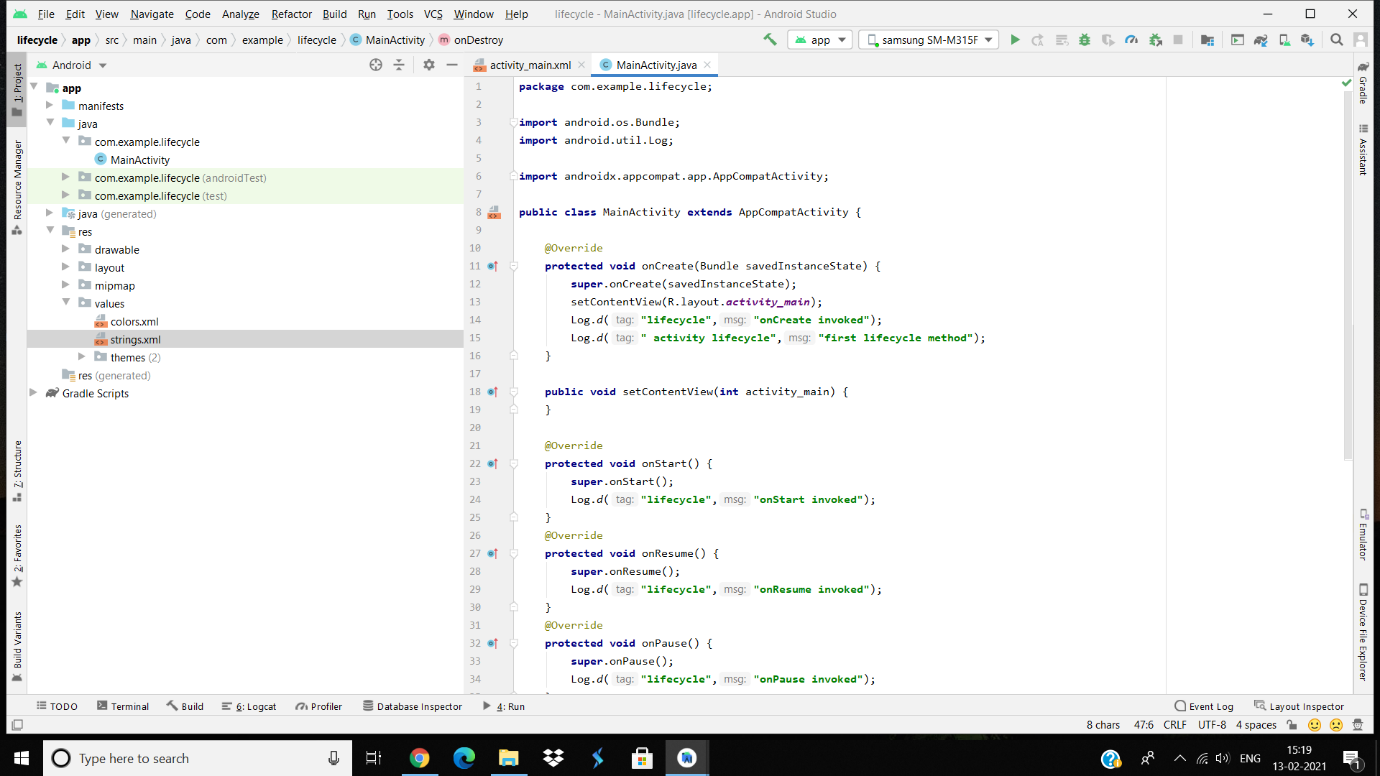 File Edit View Navigate Code Analyze Refactor Build Run Tools VCS Window Help lifecycle - MainActivity.java [lifecycle.app] - Android Studio
lifecycle app src main java com example lifecycle C MainActivity m onDestroy app samsung SM-M315F
Android activity_main.xml C MainActivity.java
1: Project
Resource Manager
7: Structure
2: Favorites
Build Variants
app
manifests
java
com.example.lifecycle
C MainActivity
com.example.lifecycle (androidTest)
com.example.lifecycle (test)
java (generated)
res
drawable
layout
mipmap
values
colors.xml
strings.xml
themes (2)
res (generated)
Gradle Scripts
1 package com.example.lifecycle;
2
3 import android.os.Bundle;
4 import android.util.Log;
5
6 import androidx.appcompat.app.AppCompatActivity;
7
8 public class MainActivity extends AppCompatActivity {
9
10 @Override
11 protected void onCreate(Bundle savedInstanceState) {
12 super.onCreate(savedInstanceState);
13 setContentView(R.layout.activity_main);
14 Log.d( tag: "lifecycle", msg: "onCreate invoked");
15 Log.d( tag: " activity lifecycle", msg: "first lifecycle method");
16 }
17
18 public void setContentView(int activity_main) {
19 }
20
21 @Override
22 protected void onStart() {
23 super.onStart();
24 Log.d( tag: "lifecycle", msg: "onStart invoked");
25 }
26 @Override
27 protected void onResume() {
28 super.onResume();
29 Log.d( tag: "lifecycle", msg: "onResume invoked");
30 }
31 @Override
32 protected void onPause() {
33 super.onPause();
34 Log.d( tag: "lifecycle", msg: "onPause invoked");
Gradle
Assistant
Emulator
Device File Explorer
TODO Terminal Build 6: Logcat Profiler Database Inspector 4: Run Event Log Layout Inspector
8 chars 47:6 CRLF UTF-8 4 spaces
Type here to search
ENG
15:19
13-02-2021
1